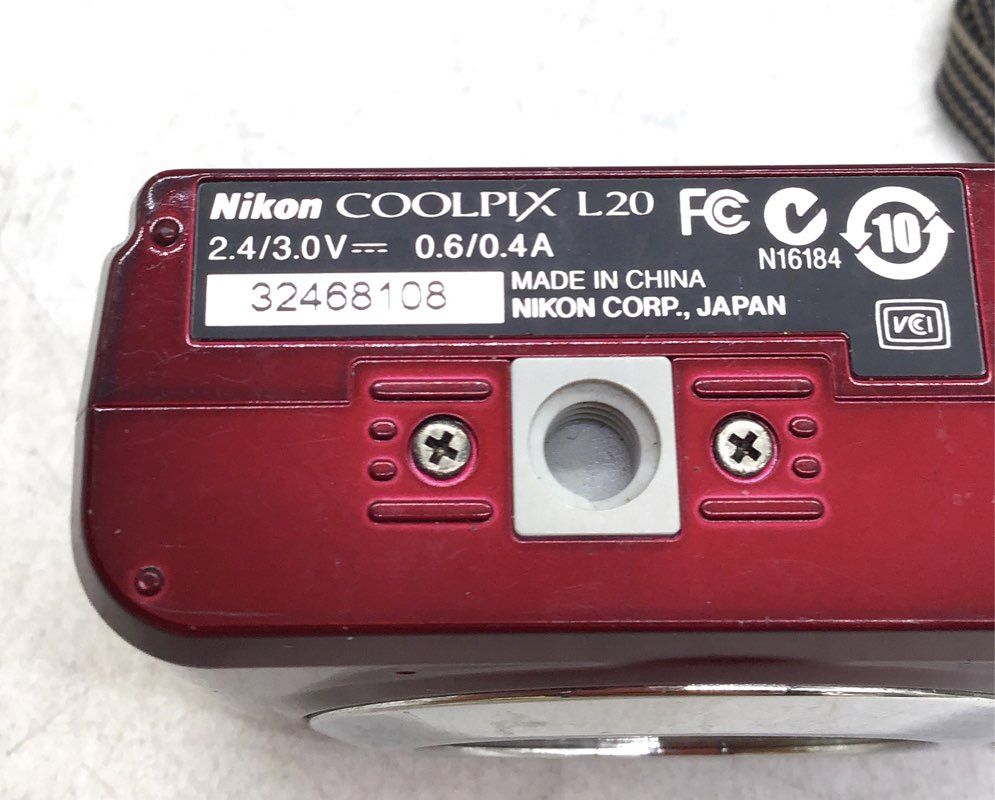 Nikon COOLPIX L20 FC
2.4/3.0V 0.6/0.4A N16184
10
32468108 MADE IN CHINA
NIKON CORP., JAPAN
VCI